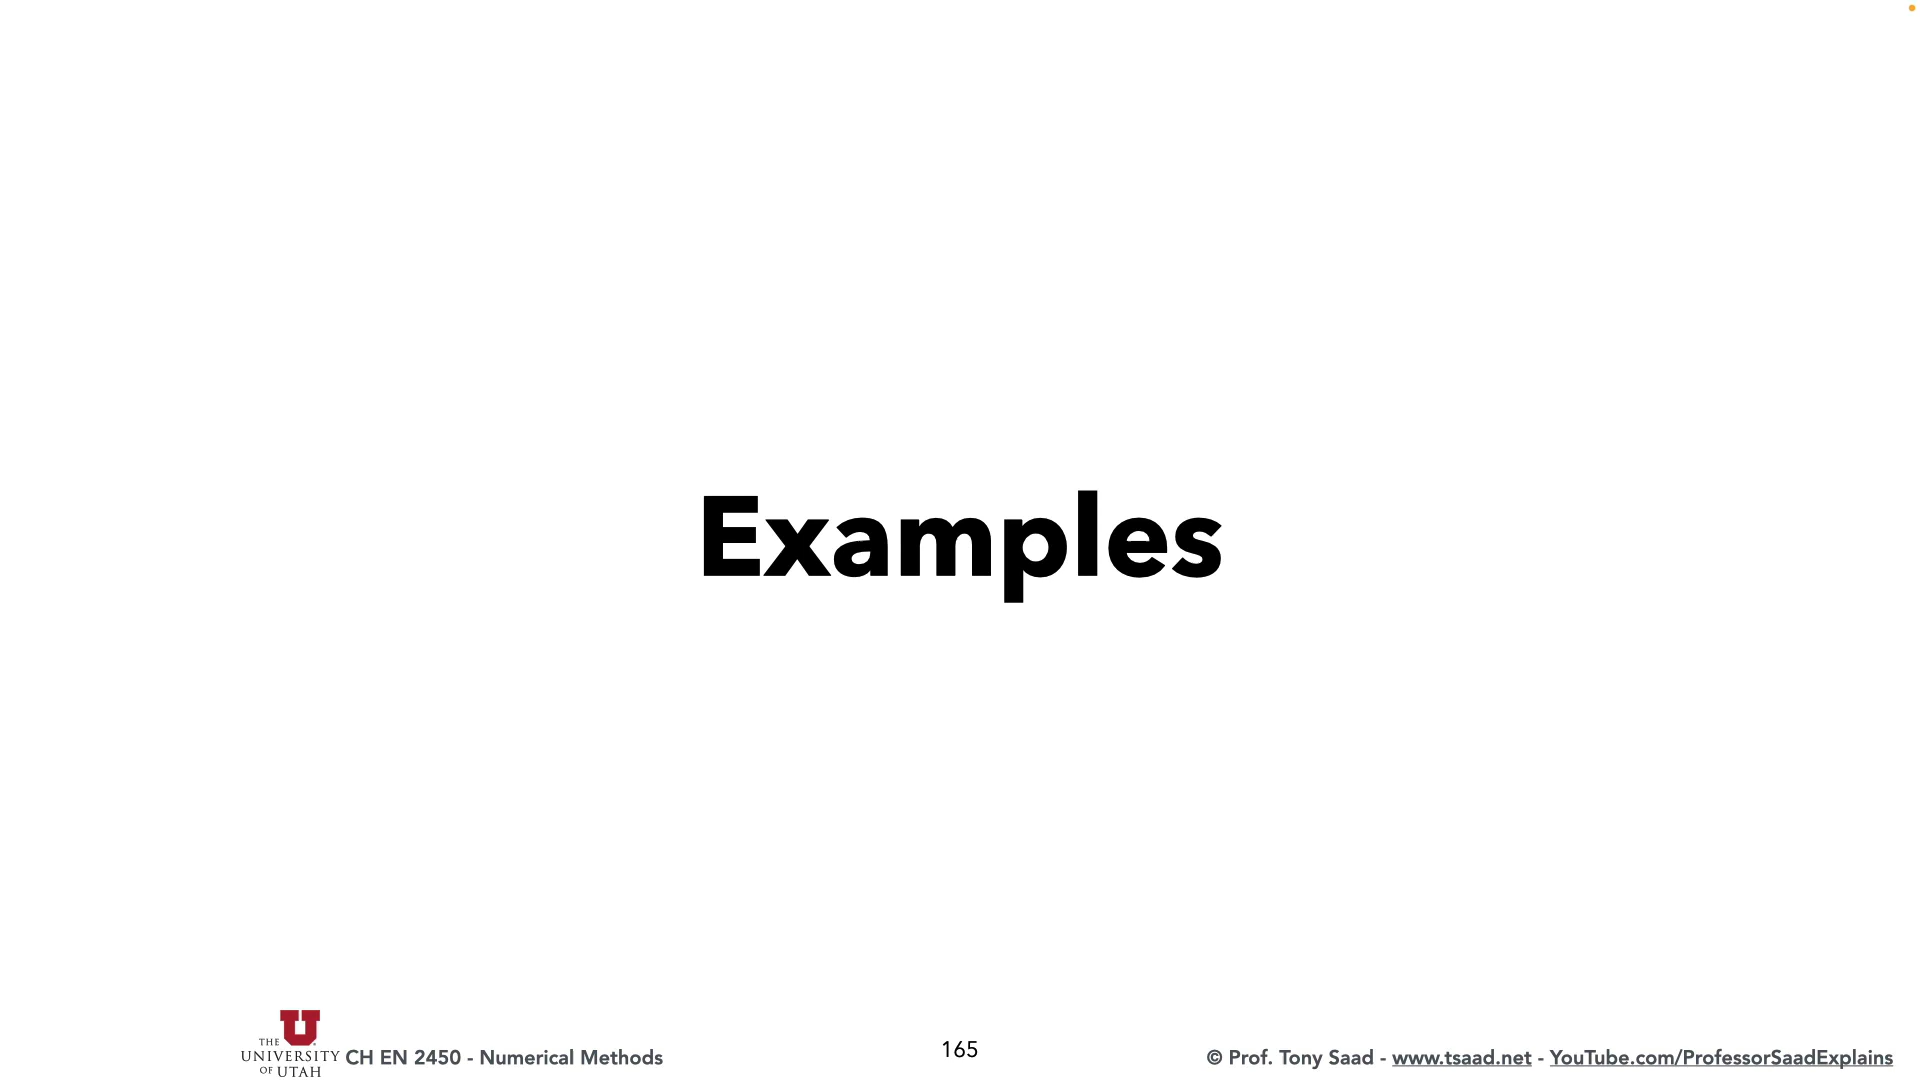 Examples
THE
UNIVERSITY
OF UTAH
CH EN 2450 - Numerical Methods
165
© Prof. Tony Saad - www.tsaad.net - YouTube.com/ProfessorSaadExplains